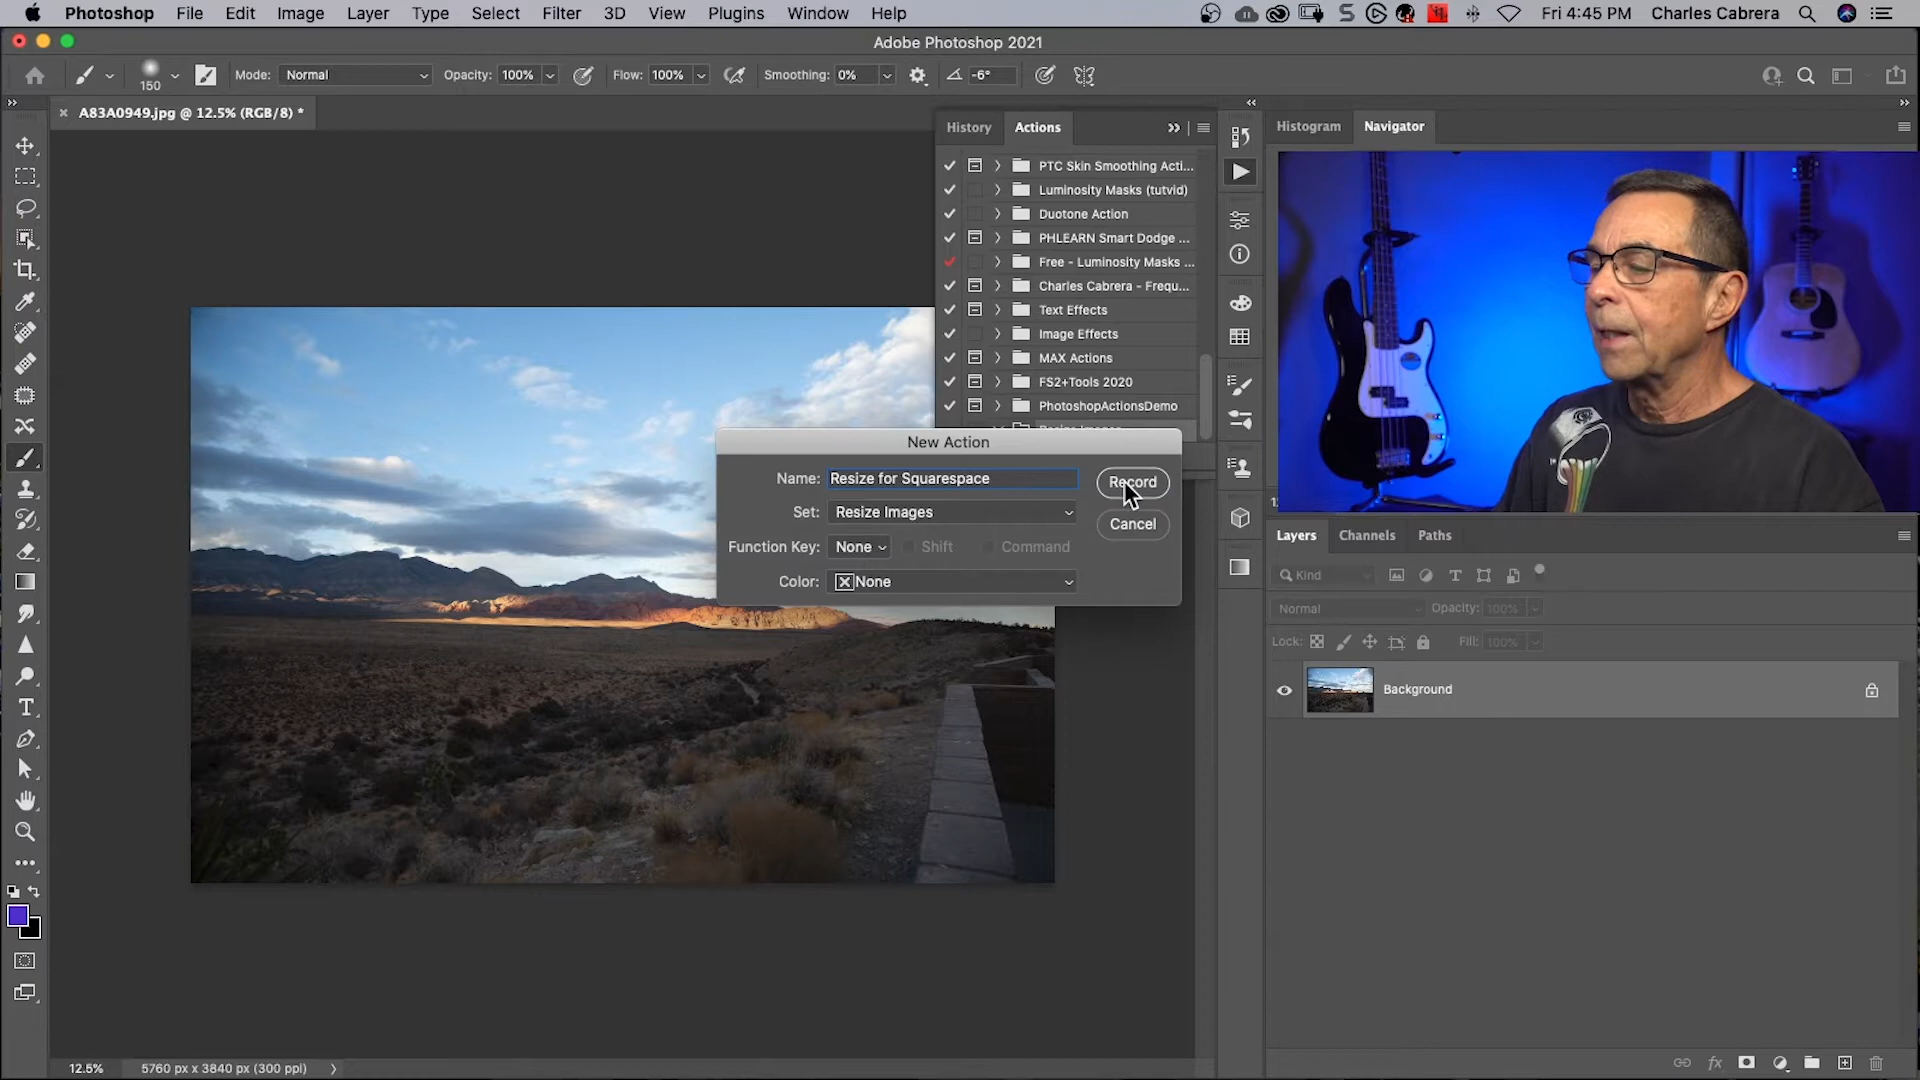 Photoshop File Edit Image Layer Type Select Filter 3D View Plugins Window Help Fri 4:45 PM Charles Cabrera
Adobe Photoshop 2021
150 Mode: Normal Opacity: 100% Flow: 100% Smoothing: 0% -6°
A83A0949.jpg @ 12.5% (RGB/8) *
History Actions
Histogram Navigator
PTC Skin Smoothing Acti...
Luminosity Masks (tutvid)
Duotone Action
PHLEARN Smart Dodge ...
Free - Luminosity Masks ...
Charles Cabrera - Frequ...
Text Effects
Image Effects
MAX Actions
FS2+Tools 2020
PhotoshopActionsDemo
Resize Images
New Action
Name: Resize for Squarespace
Record
Set: Resize Images
Cancel
Function Key: None Shift Command
Color: None
Layers Channels Paths
Kind
Normal Opacity: 100%
Lock: Fill: 100%
Background
fx
12.5% 5760 px x 3840 px (300 ppi)